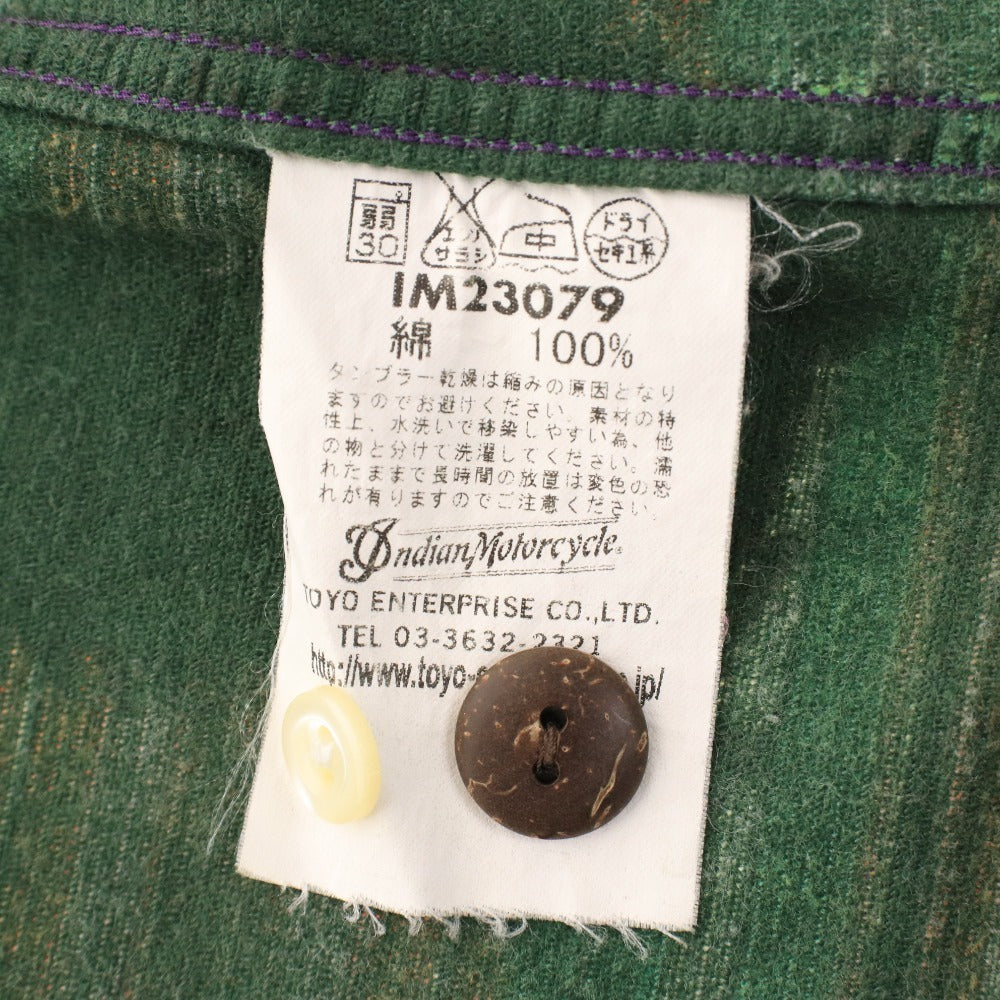 弱
30
エンソ
サラシ
中
ドライ
セキユ系
IM23079
綿 100%
タンブラー乾燥は縮みの原因となり
ますのでお避けください。素材の特
性上、水洗いで移染しやすい為、他
の物と分けて洗濯してください。濡
れたままで長時間の放置は変色の恐
れが有りますのでご注意ください。
Indian Motorcycle
TOYO ENTERPRISE CO.,LTD.
TEL 03-3632-2321